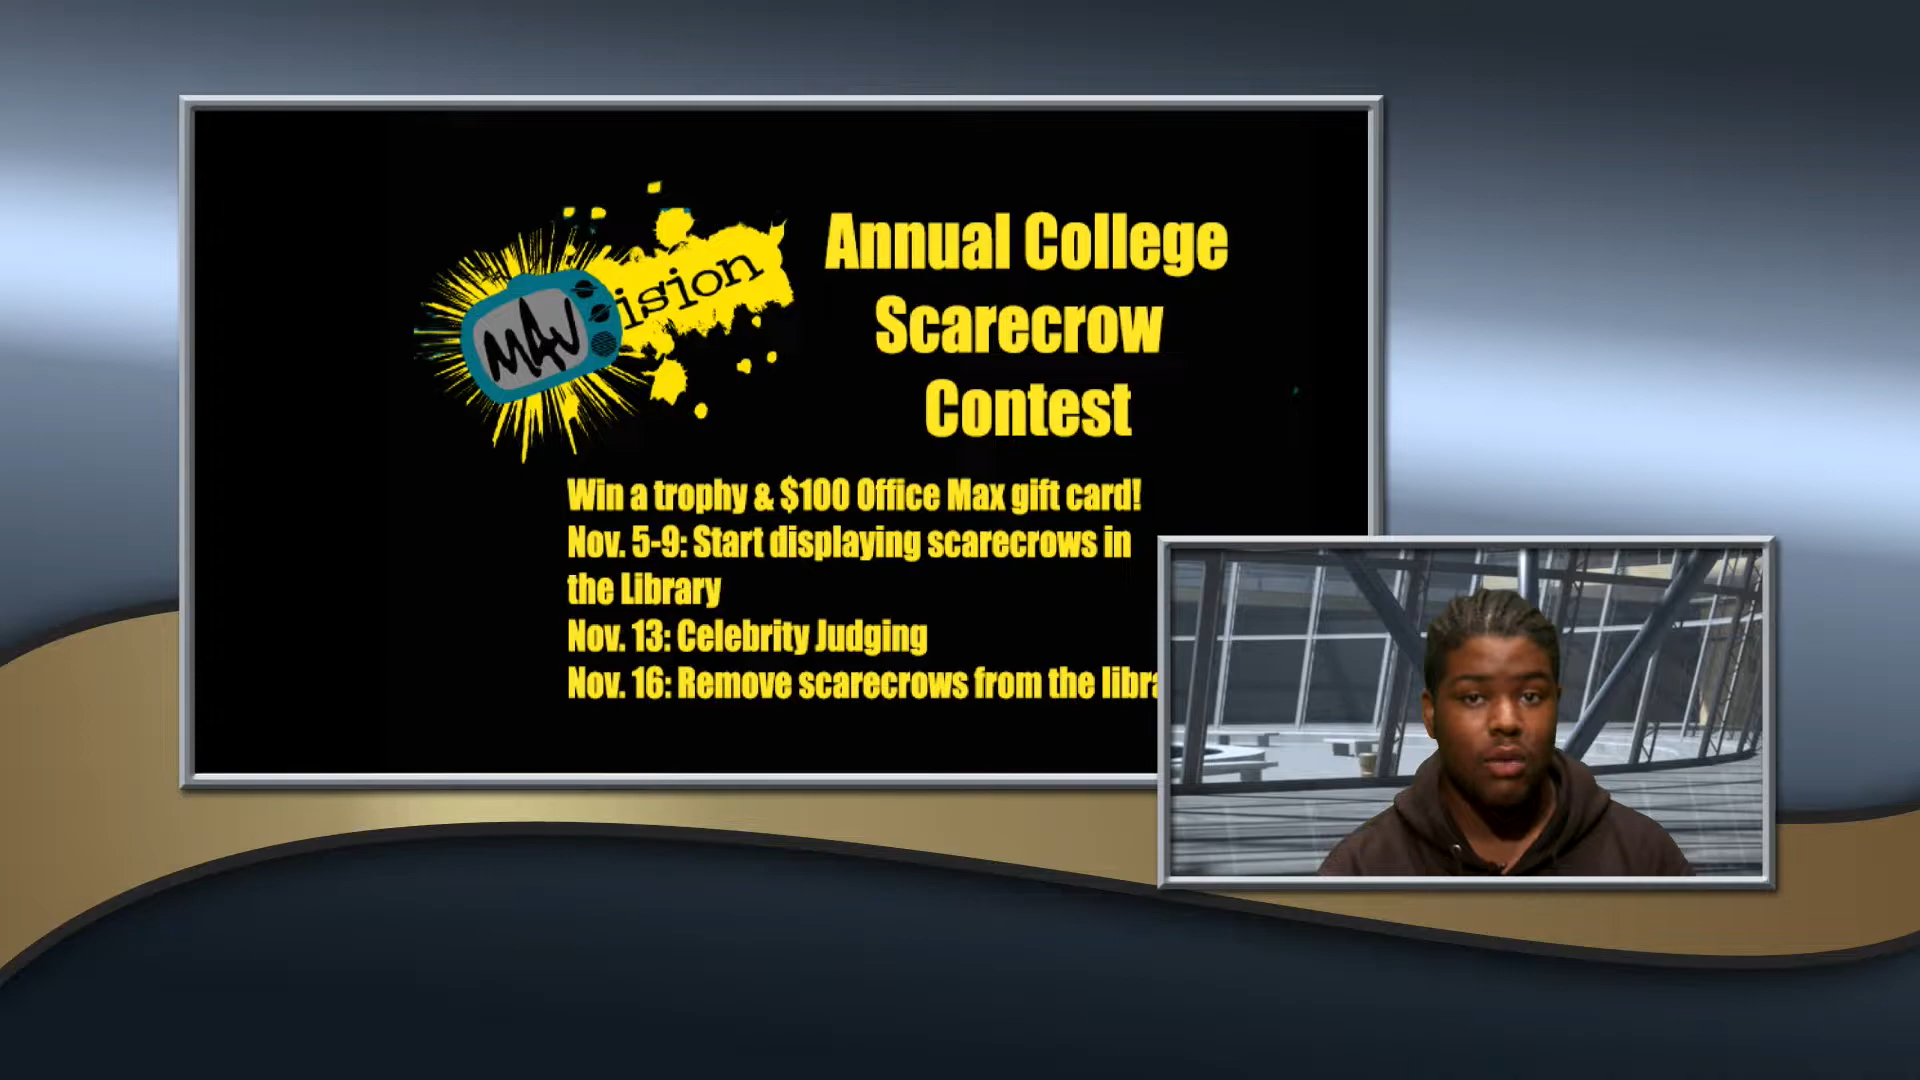 MAVision
Annual College
Scarecrow
Contest
Win a trophy & $100 Office Max gift card!
Nov. 5-9: Start displaying scarecrows in
the Library
Nov. 13: Celebrity Judging
Nov. 16: Remove scarecrows from the